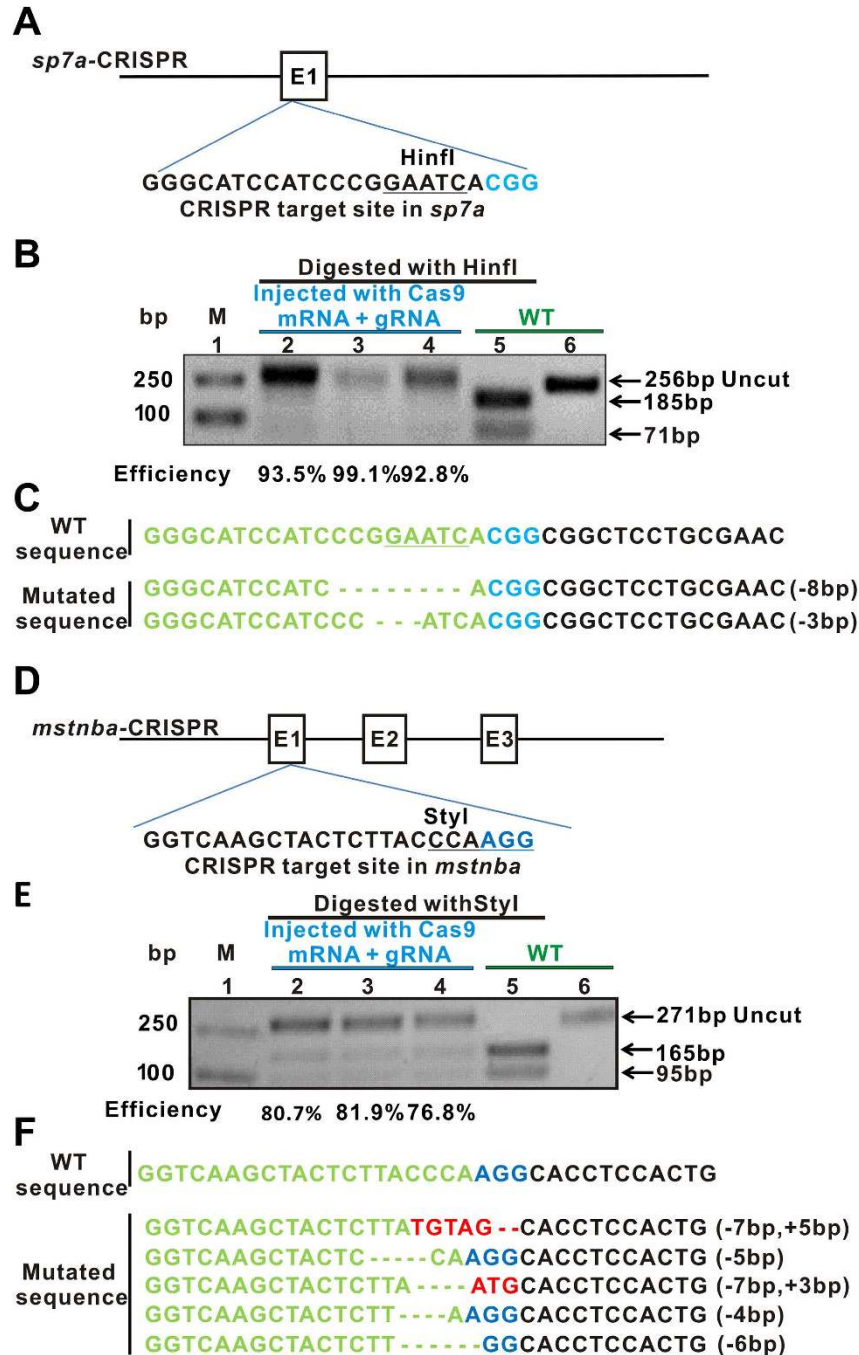 A
sp7a-CRISPR
E1
HinfI
GGGCATCCATCCCGGAATCACGG
CRISPR target site in sp7a
B
Digested with HinfI
Injected with Cas9
bp M mRNA + gRNA WT
1 2 3 4 5 6
250
100
256bp Uncut
185bp
71bp
Efficiency 93.5% 99.1% 92.8%
C
WT
sequence
GGGCATCCATCCCGGAATCACGGCGGCTCCTGCGAAC
Mutated
sequence
GGGCATCCATC - - - - - - - - ACGGCGGCTCCTGCGAAC (-8bp)
GGGCATCCATCCC - - -ATCACGGCGGCTCCTGCGAAC (-3bp)
D
mstnba-CRISPR
E1 E2 E3
StyI
GGTCAAGCTACTCTTACCCAAGG
CRISPR target site in mstnba
E
Digested withStyI
Injected with Cas9
bp M mRNA + gRNA WT
1 2 3 4 5 6
250
100
271bp Uncut
165bp
95bp
Efficiency 80.7% 81.9% 76.8%
F
WT
sequence
GGTCAAGCTACTCTTACCCAAGGCACCTCCACTG
Mutated
sequence
GGTCAAGCTACTCTTATGTAG--CACCTCCACTG (-7bp,+5bp)
GGTCAAGCTACTC-----CAAGGCACCTCCACTG (-5bp)
GGTCAAGCTACTCTTA----ATGCACCTCCACTG (-7bp,+3bp)
GGTCAAGCTACTCTT----AAGGCACCTCCACTG (-4bp)
GGTCAAGCTACTCTT------GGCACCTCCACTG (-6bp)